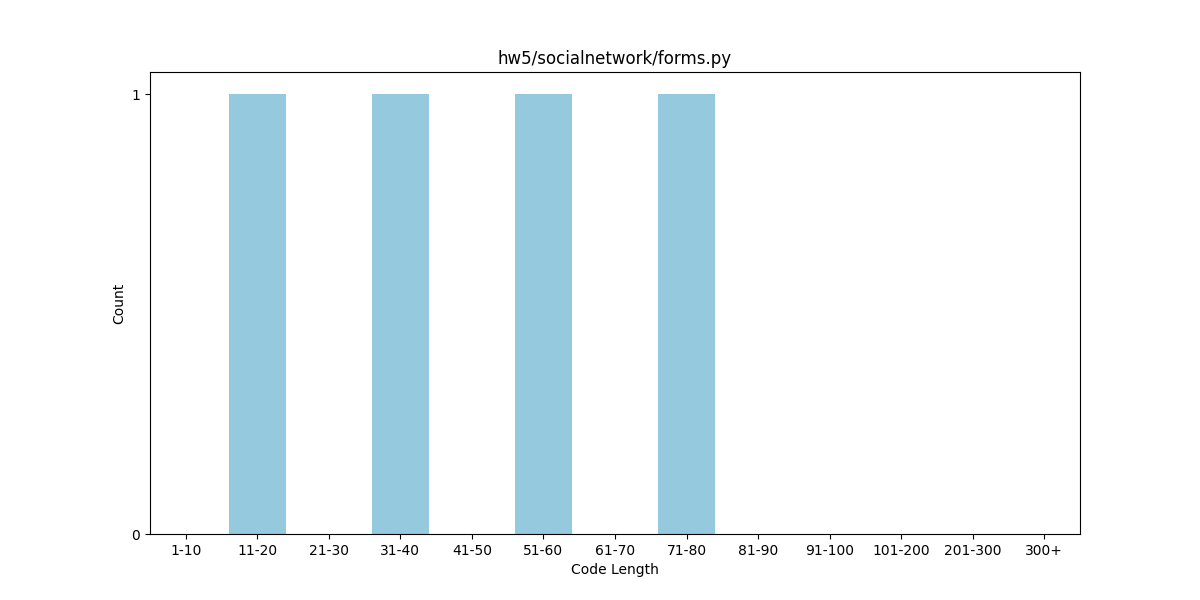 hw5/socialnetwork/forms.py
1
0
Count
1-10 11-20 21-30 31-40 41-50 51-60 61-70 71-80 81-90 91-100 101-200 201-300 300+
Code Length